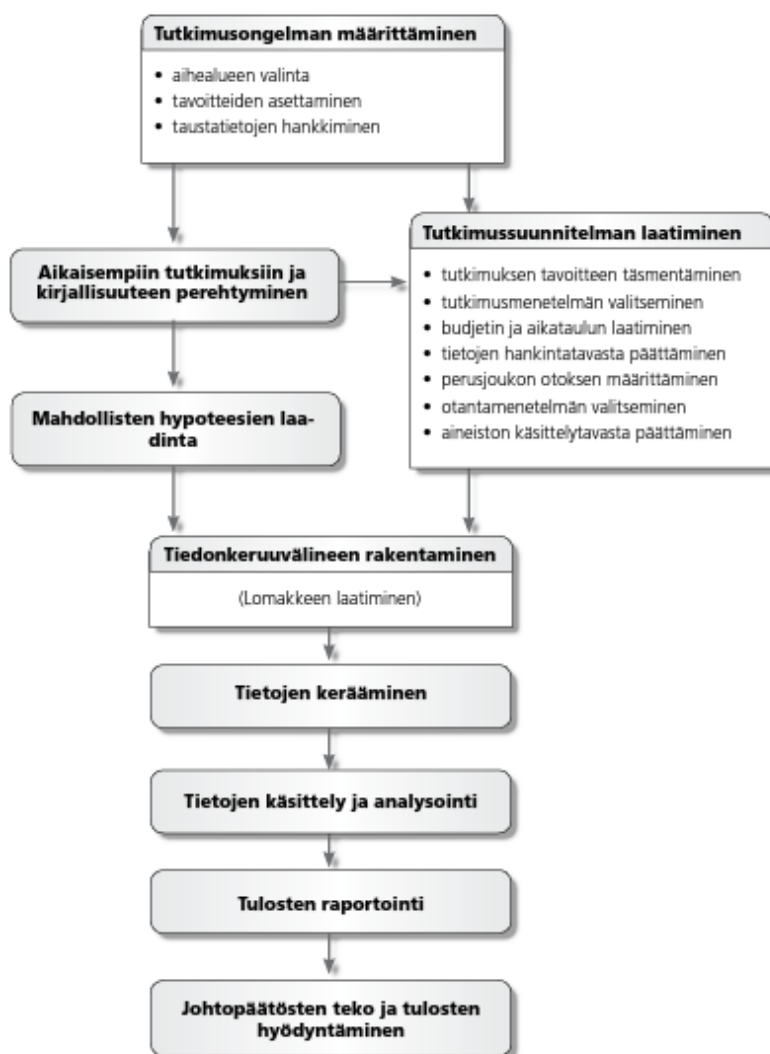 Tutkimusongelman määrittäminen
• aihealueen valinta
• tavoitteiden asettaminen
• taustatietojen hankkiminen
Aikaisempiin tutkimuksiin ja
kirjallisuuteen perehtyminen
Tutkimussuunnitelman laatiminen
• tutkimuksen tavoitteen täsmentäminen
• tutkimusmenetelmän valitseminen
• budjetin ja aikataulun laatiminen
• tietojen hankintatavasta päättäminen
• perusjoukon otoksen määrittäminen
• otantamenetelmän valitseminen
• aineiston käsittelytavasta päättäminen
Mahdollisten hypoteesien laa-
dinta
Tiedonkeruuvälineen rakentaminen
(Lomakkeen laatiminen)
Tietojen kerääminen
Tietojen käsittely ja analysointi
Tulosten raportointi
Johtopäätösten teko ja tulosten
hyödyntäminen